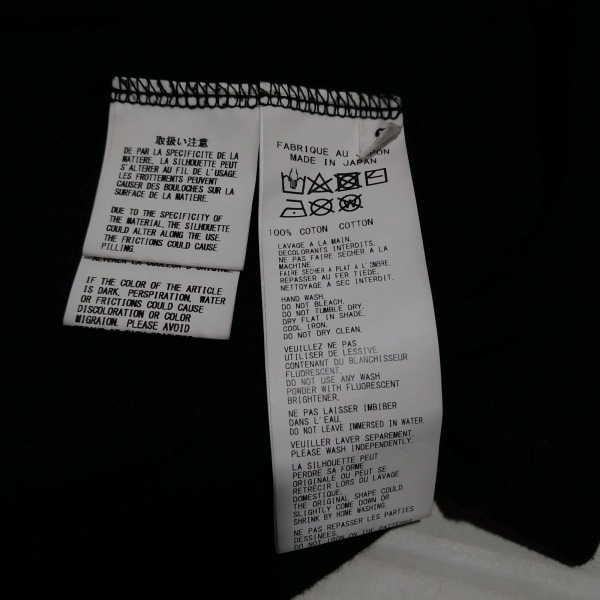 取扱い注意
DE PAR LA SPECIFICITE DE LA
MATIERE, LA SILHOUETTE PEUT
S'ALTERER AU FIL DE L'USAGE.
LES FROTTEMENTS PEUVENT
CAUSER DES BOULOCHES SUR LA
SURFACE DE LA MATIERE.
DUE TO THE SPECIFICITY OF
THE MATERIAL,THE SILHOUETTE
COULD ALTER ALONG THE USE.
THE FRICTIONS COULD CAUSE
PILLING.
IF THE COLOR OF THE ARTICLE
IS DARK, PERSPIRATION, WATER
OR FRICTIONS COULD CAUSE
DISCOLORATION OR COLOR
MIGRAION. PLEASE AVOID
FABRIQUE AU JAPON
MADE IN JAPAN
100% COTON COTTON
LAVAGE A LA MAIN.
DECOLORANTS INTERDITS.
NE PAS FAIRE SECHER A LA
MACHINE
FAIRE SECHER A PLAT A L'OMBRE.
REPASSER AU FER TIEDE.
NETTOYAGE A SEC INTERDIT.
HAND WASH.
DO NOT BLEACH.
DO NOT TUMBLE DRY.
DRY FLAT IN SHADE.
COOL IRON.
DO NOT DRY CLEAN.
VEUILLEZ NE PAS
UTILISER DE LESSIVE
CONTENANT DU BLANCHISSEUR
FLUORESCENT.
DO NOT USE ANY WASH
POWDER WITH FLUORESCENT
BRIGHTENER.
NE PAS LAISSER IMBIBER
DANS L'EAU.
DO NOT LEAVE IMMERSED IN WATER.
VEUILLER LAVER SEPAREMENT.
PLEASE WASH INDEPENDENTLY.
LA SILHOUETTE PEUT
PERDRE SA FORME
ORIGINALE OU PEUT SE
RETRECIR LORS DU LAVAGE
DOMESTIQUE.
THE ORIGINAL SHAPE COULD
SLIGHTLY COME DOWN OR
SHRINK BY HOME WASHING.
NE PAS REPASSER LES PARTIES
DESSINEES.
DO NOT IRON ON THE PATTERNS